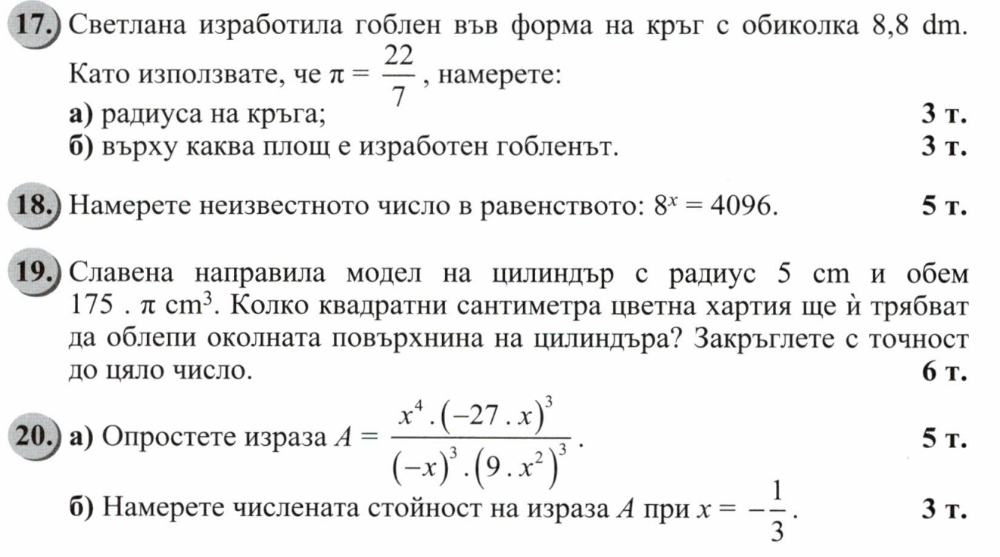 17. Светлана изработила гоблен във форма на кръг с обиколка 8,8 dm.
Като използвате, че π = 22/7, намерете:
а) радиуса на кръга; 3 т.
б) върху каква площ е изработен гобленът. 3 т.
18. Намерете неизвестното число в равенството: 8ˣ = 4096. 5 т.
19. Славена направила модел на цилиндър с радиус 5 cm и обем
175 . π cm³. Колко квадратни сантиметра цветна хартия ще ѝ трябват
да облепи околната повърхнина на цилиндъра? Закръглете с точност
до цяло число. 6 т.
20. а) Опростете израза A = x⁴ . (−27 . x)³ / (−x)³ . (9 . x²)³ . 5 т.
б) Намерете числената стойност на израза A при x = −1/3 . 3 т.